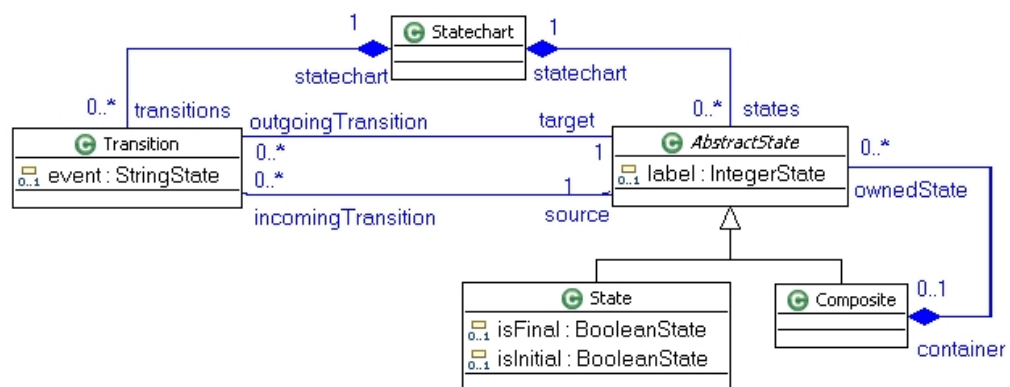 1
Statechart
1
statechart
statechart
0..*
transitions
0..*
states
outgoingTransition
target
Transition
0..*
1
AbstractState
0..*
0..1 event : StringState
0..*
1
0..1 label : IntegerState
ownedState
incomingTransition
source
State
Composite
0..1
0..1 isFinal : BooleanState
0..1 isInitial : BooleanState
container